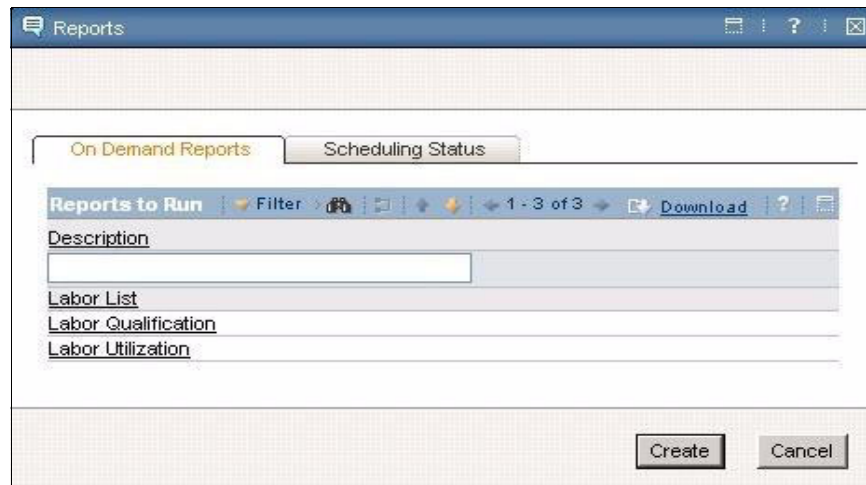 Reports ?
On Demand Reports Scheduling Status
Reports to Run Filter 1 - 3 of 3 Download ?
Description
Labor List
Labor Qualification
Labor Utilization
Create Cancel